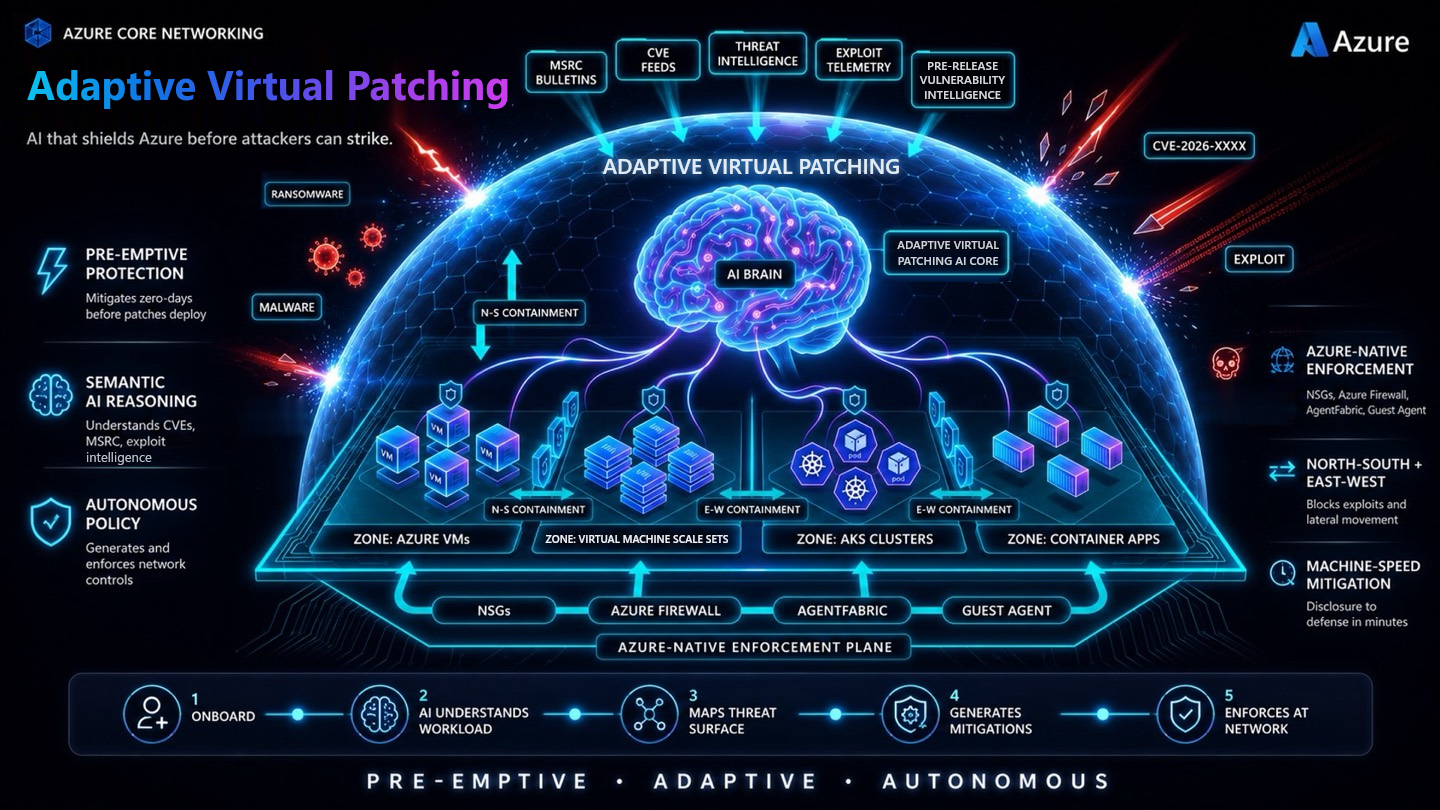 AZURE CORE NETWORKING
Azure
Adaptive Virtual Patching
AI that shields Azure before attackers can strike.
MSRC
BULLETINS
CVE
FEEDS
THREAT
INTELLIGENCE
EXPLOIT
TELEMETRY
PRE-RELEASE
VULNERABILITY
INTELLIGENCE
CVE-2026-XXXX
ADAPTIVE VIRTUAL PATCHING
RANSOMWARE
MALWARE
EXPLOIT
AI BRAIN
ADAPTIVE VIRTUAL
PATCHING AI CORE
N-S CONTAINMENT
PRE-EMPTIVE
PROTECTION
Mitigates zero-days
before patches deploy
SEMANTIC
AI REASONING
Understands CVEs,
MSRC, exploit
intelligence
AUTONOMOUS
POLICY
Generates and
enforces network
controls
AZURE-NATIVE
ENFORCEMENT
NSGs, Azure Firewall,
AgentFabric, Guest Agent
NORTH-SOUTH +
EAST-WEST
Blocks exploits and
lateral movement
MACHINE-SPEED
MITIGATION
Disclosure to
defense in minutes
VM
VM
VM
VM
pod
pod
N-S CONTAINMENT
E-W CONTAINMENT
E-W CONTAINMENT
ZONE: AZURE VMs
ZONE: VIRTUAL MACHINE SCALE SETS
ZONE: AKS CLUSTERS
ZONE: CONTAINER APPS
NSGs
AZURE FIREWALL
AGENTFABRIC
GUEST AGENT
AZURE-NATIVE ENFORCEMENT PLANE
1
ONBOARD
2
AI UNDERSTANDS
WORKLOAD
3
MAPS THREAT
SURFACE
4
GENERATES
MITIGATIONS
5
ENFORCES AT
NETWORK
PRE-EMPTIVE • ADAPTIVE • AUTONOMOUS